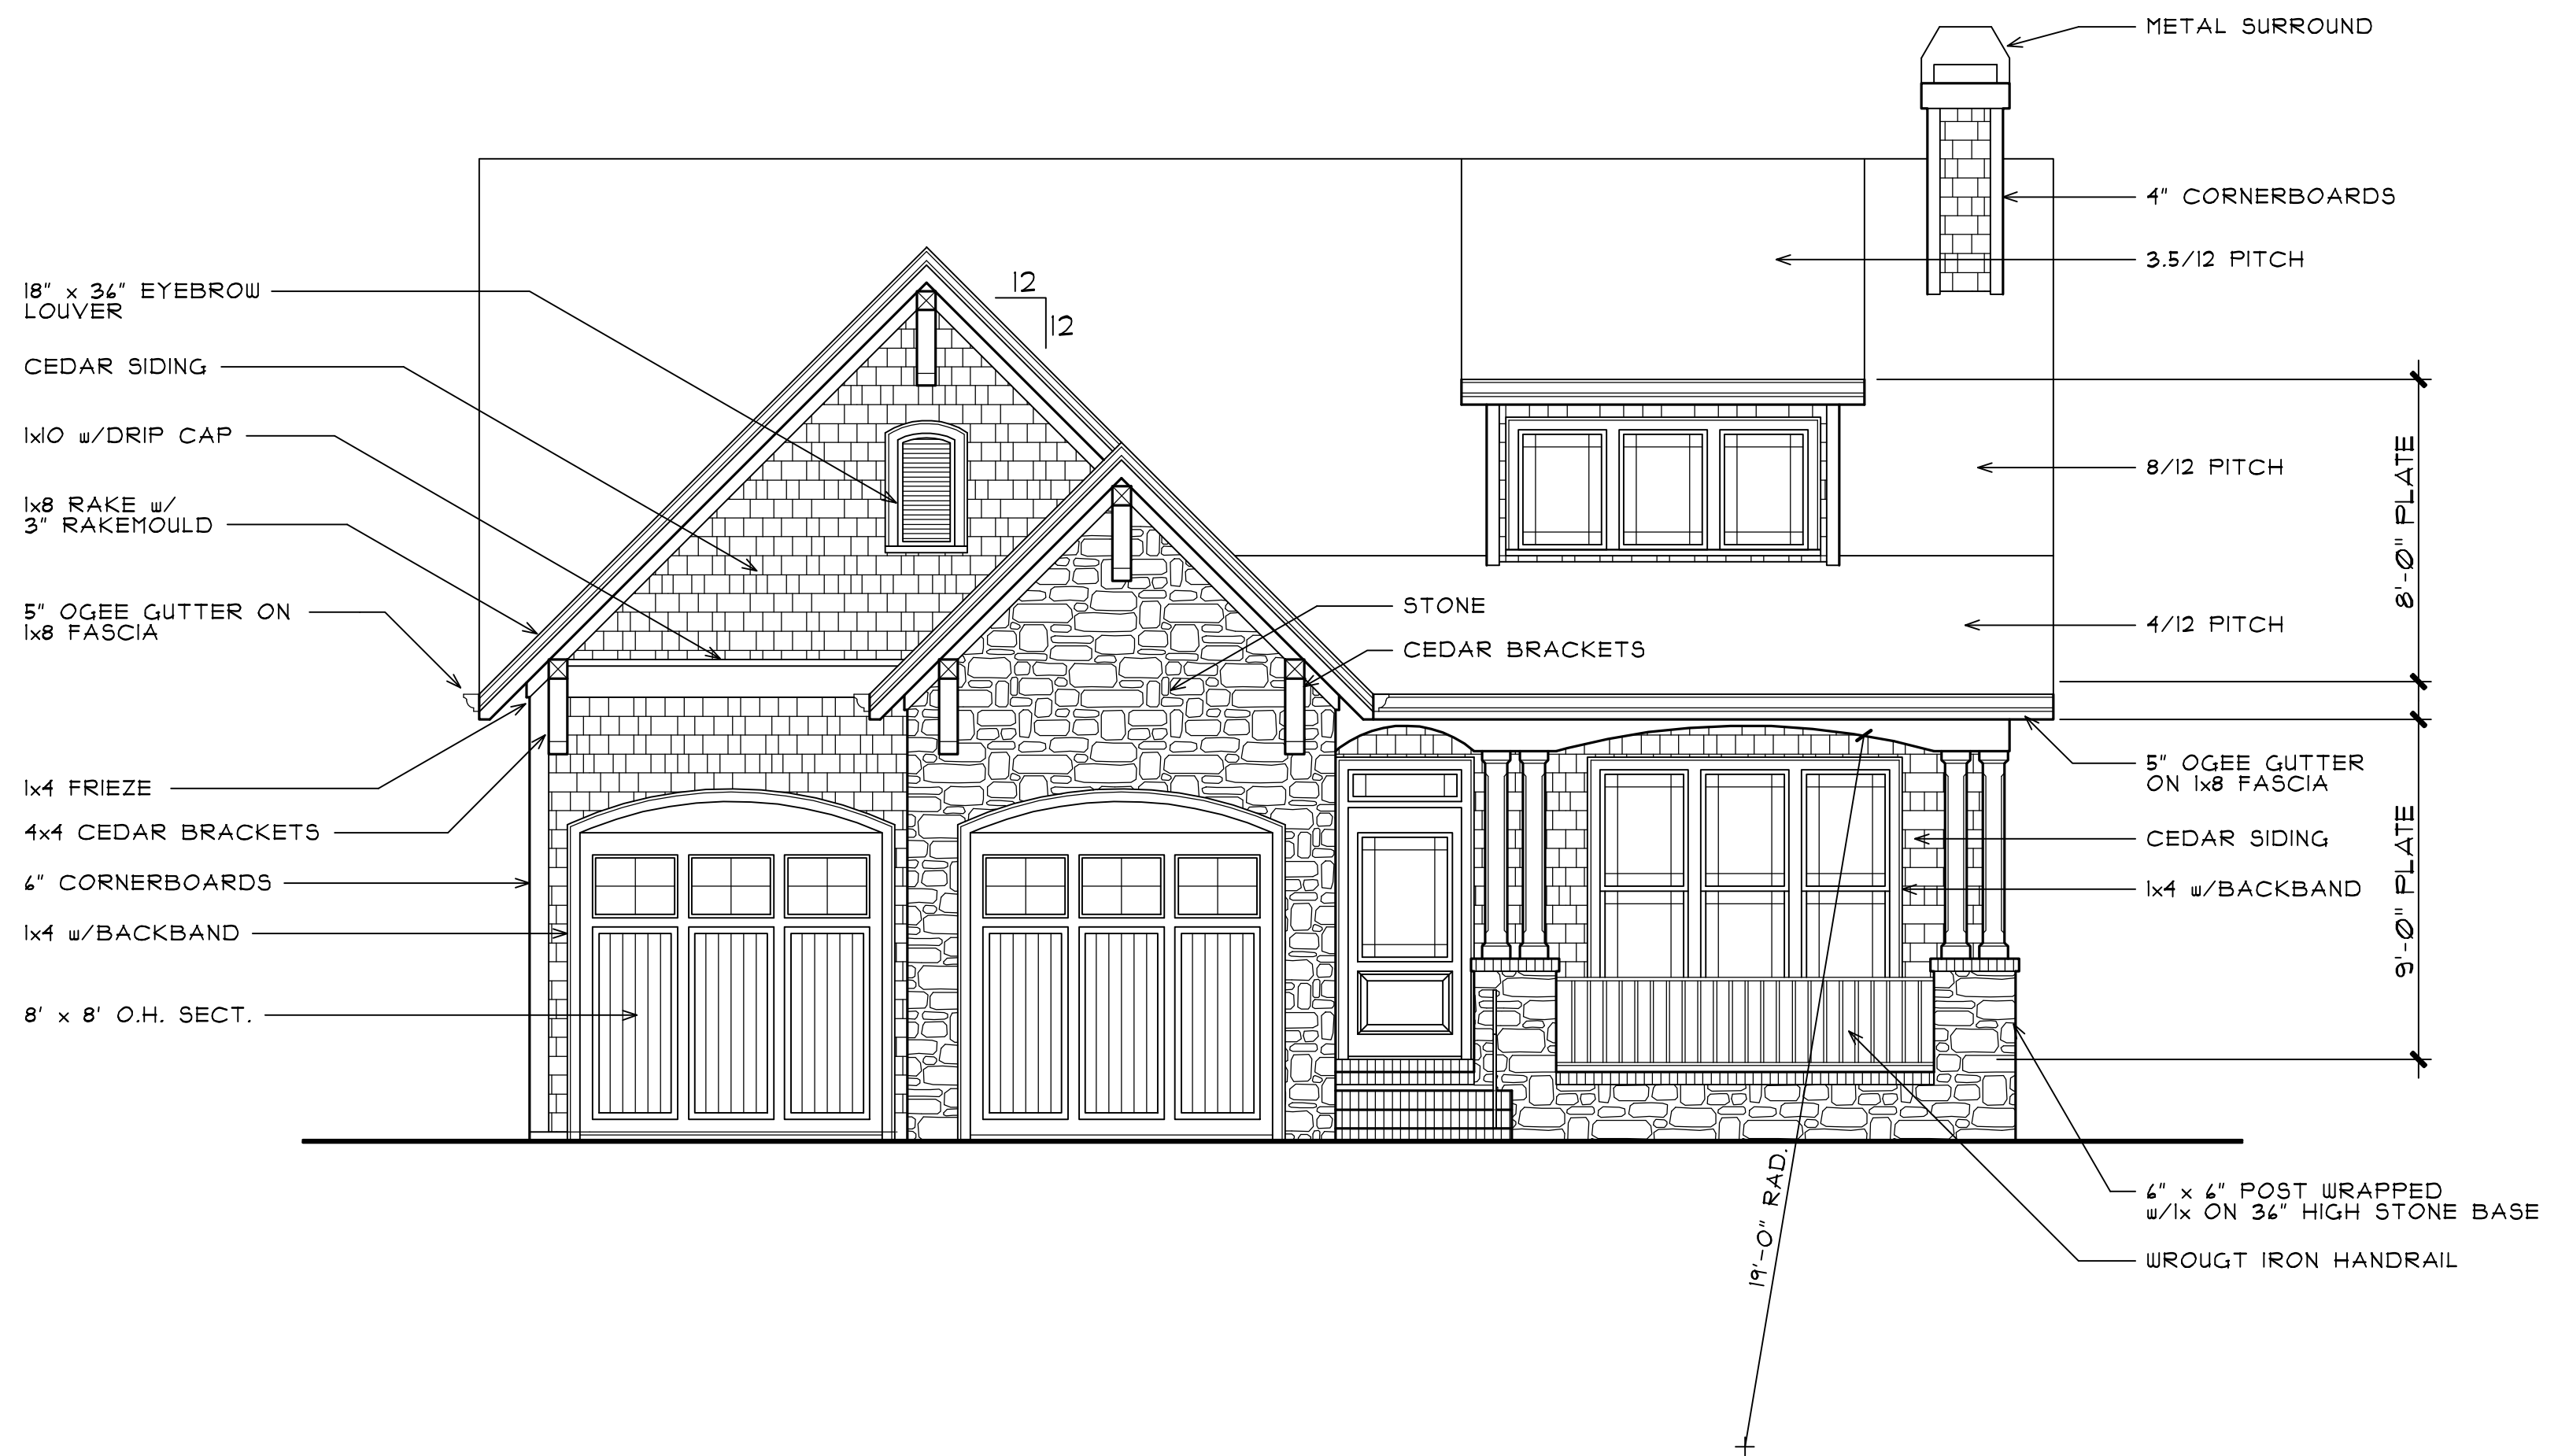 METAL SURROUND
4" CORNERBOARDS
3.5/12 PITCH
12
12
18" x 36" EYEBROW
LOUVER
CEDAR SIDING
1x10 w/DRIP CAP
1x8 RAKE w/
3" RAKEMOULD
5" OGEE GUTTER ON
1x8 FASCIA
1x4 FRIEZE
4x4 CEDAR BRACKETS
6" CORNERBOARDS
1x4 w/BACKBAND
8' x 8' O.H. SECT.
STONE
CEDAR BRACKETS
8/12 PITCH
4/12 PITCH
8'-0" PLATE
5" OGEE GUTTER
ON 1x8 FASCIA
CEDAR SIDING
1x4 w/BACKBAND
9'-0" PLATE
6" x 6" POST WRAPPED
w/1x ON 36" HIGH STONE BASE
WROUGT IRON HANDRAIL
19'-0" RAD.